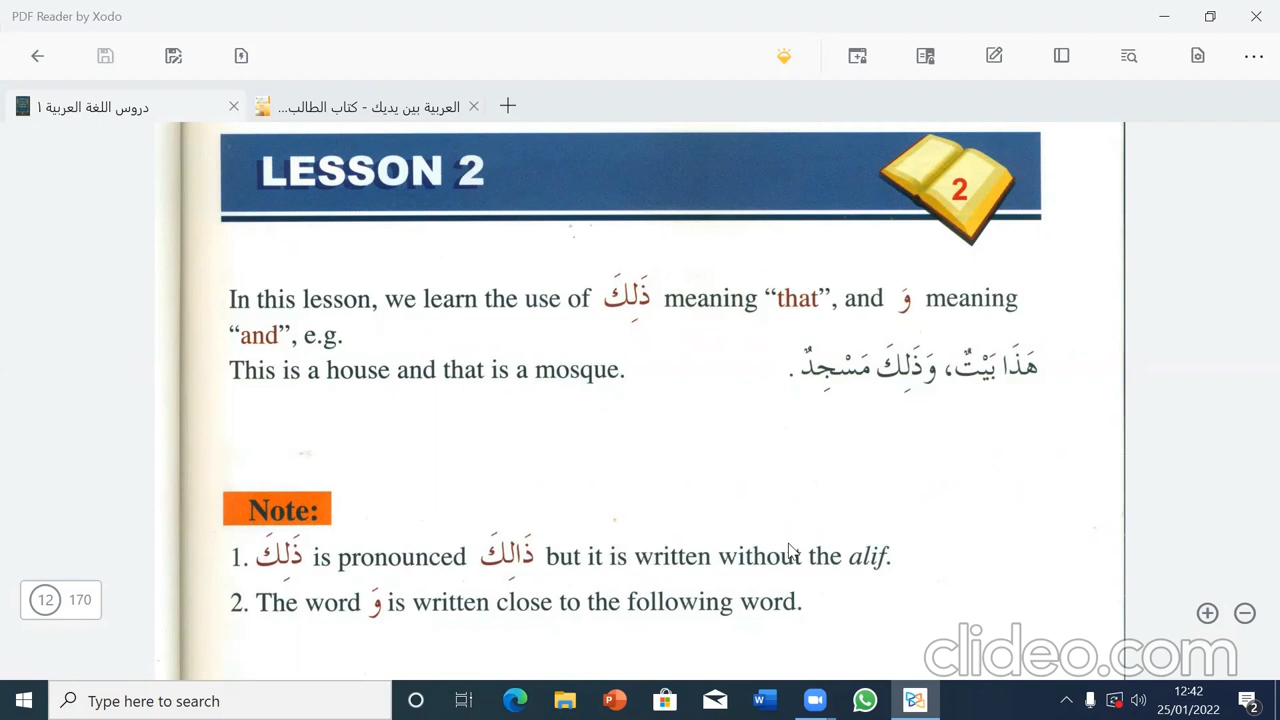 PDF Reader by Xodo
دروس اللغة العربية ١
العربية بين يديك - كتاب الطالب...
LESSON 2
2
In this lesson, we learn the use of ذَلِكَ meaning “that”, and وَ meaning
“and”, e.g.
This is a house and that is a mosque. هَذَا بَيْتٌ، وَذَلِكَ مَسْجِدٌ .
Note:
1. ذَلِكَ is pronounced ذَالِكَ but it is written without the alif.
2. The word وَ is written close to the following word.
12 170
clideo.com
Type here to search
12:42
25/01/2022
2